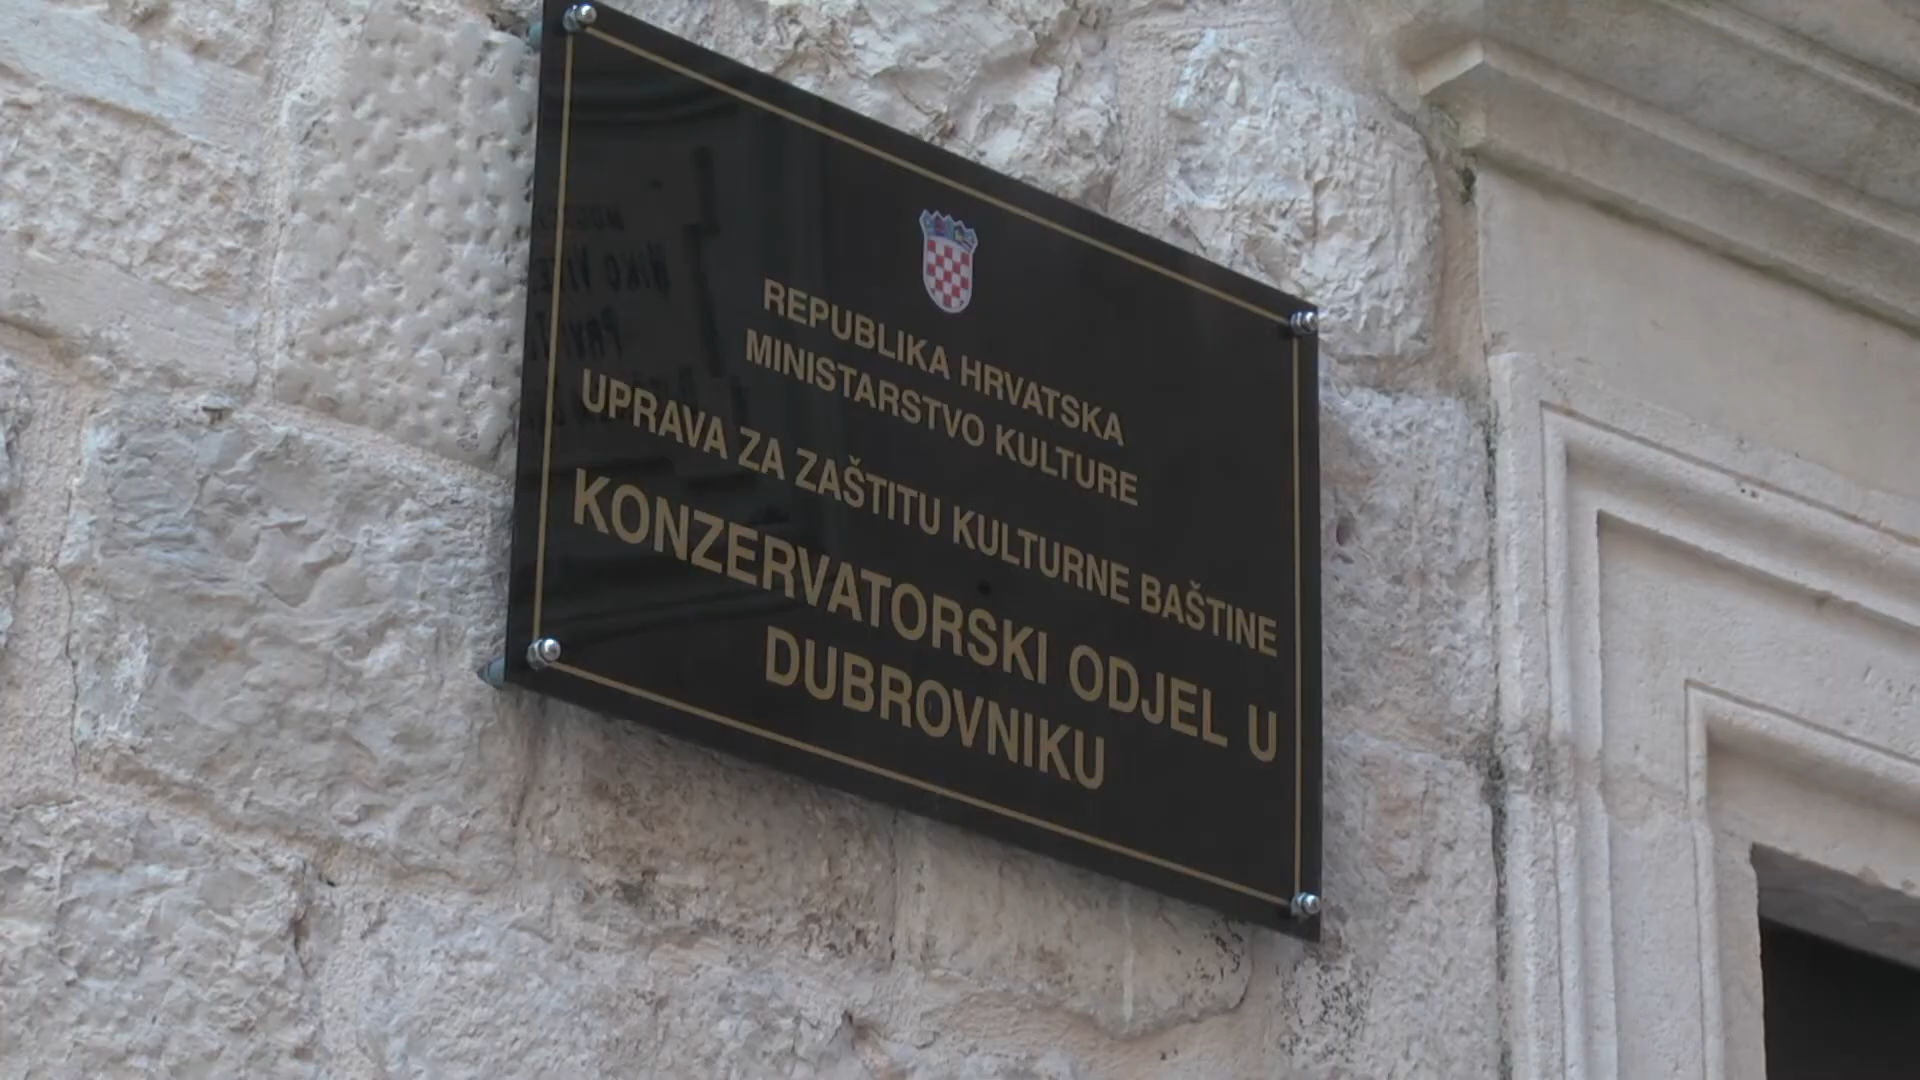 REPUBLIKA HRVATSKA
MINISTARSTVO KULTURE
UPRAVA ZA ZAŠTITU KULTURNE BAŠTINE
KONZERVATORSKI ODJEL U
DUBROVNIKU